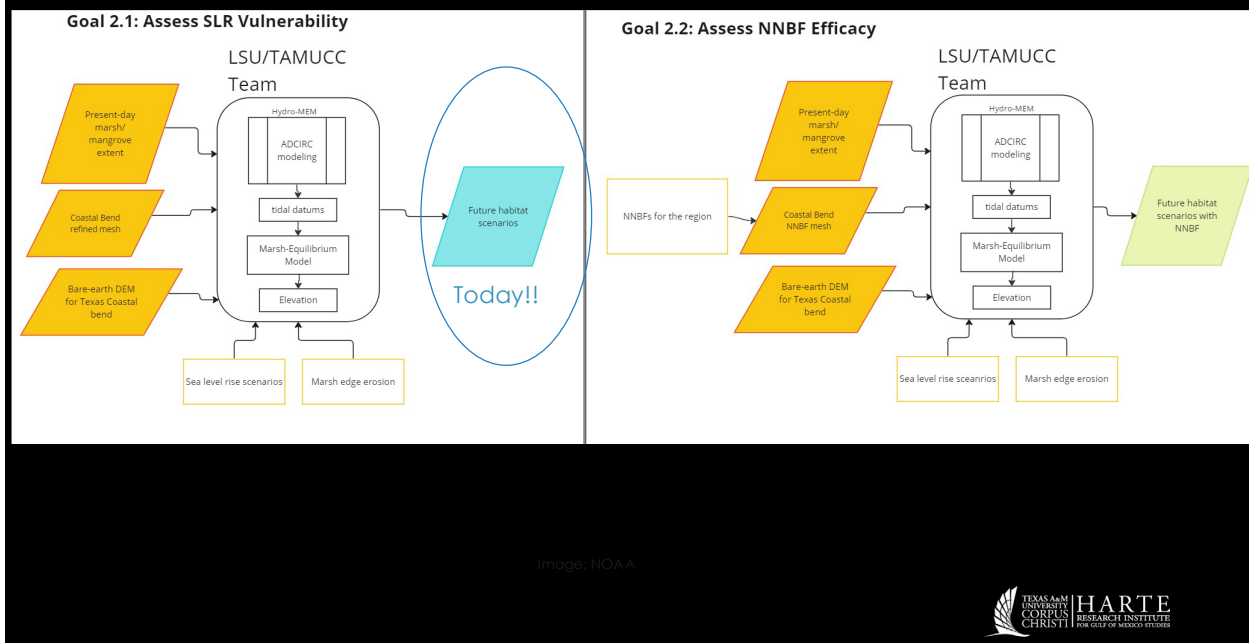 Goal 2.1: Assess SLR Vulnerability
LSU/TAMUCC
Team
Hydro-MEM
Present-day
marsh/
mangrove
extent
ADCIRC
modeling
tidal datums
Coastal Bend
refined mesh
Marsh-Equilibrium
Model
Bare-earth DEM
for Texas Coastal
bend
Elevation
Future habitat
scenarios
Today!!
Sea level rise scenarios
Marsh edge erosion
Goal 2.2: Assess NNBF Efficacy
LSU/TAMUCC
Team
Hydro-MEM
Present-day
marsh/
mangrove
extent
ADCIRC
modeling
tidal datums
NNBFs for the region
Coastal Bend
NNBF mesh
Marsh-Equilibrium
Model
Bare-earth DEM
for Texas Coastal
bend
Elevation
Future habitat
scenarios with
NNBF
Sea level rise sceanrios
Marsh edge erosion
Image: NOAA
TEXAS A&M
UNIVERSITY
CORPUS
CHRISTI
HARTE
RESEARCH INSTITUTE
FOR GULF OF MEXICO STUDIES